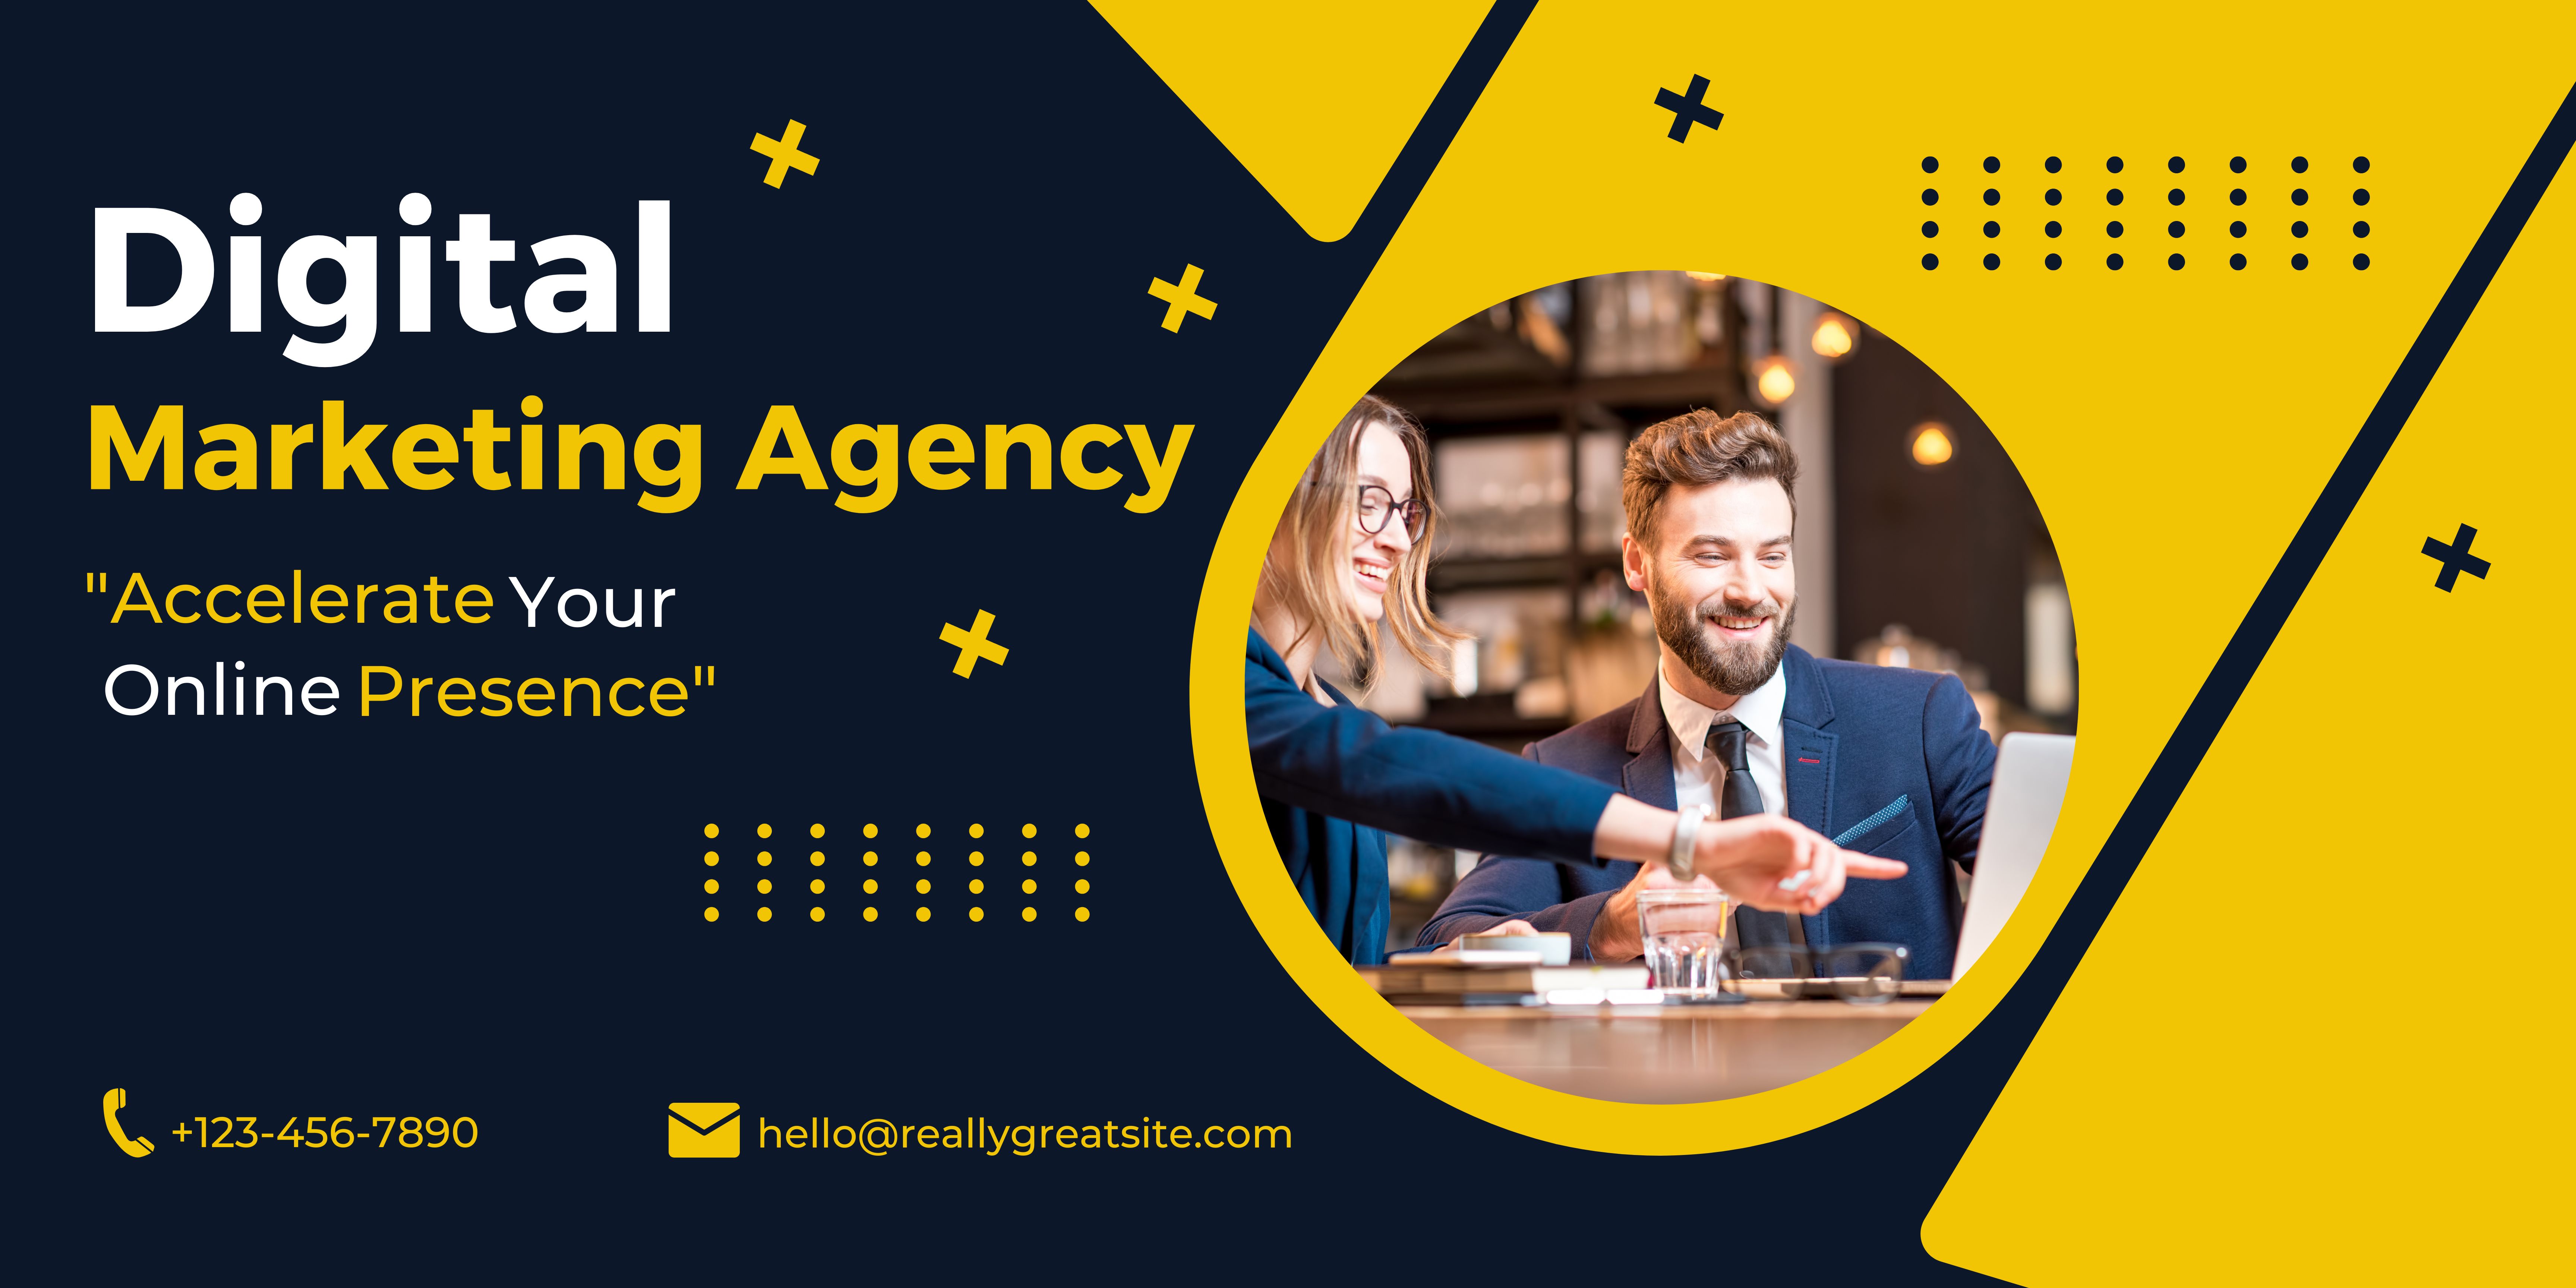 Digital
Marketing Agency
"Accelerate Your
Online Presence"
+123-456-7890
hello@reallygreatsite.com